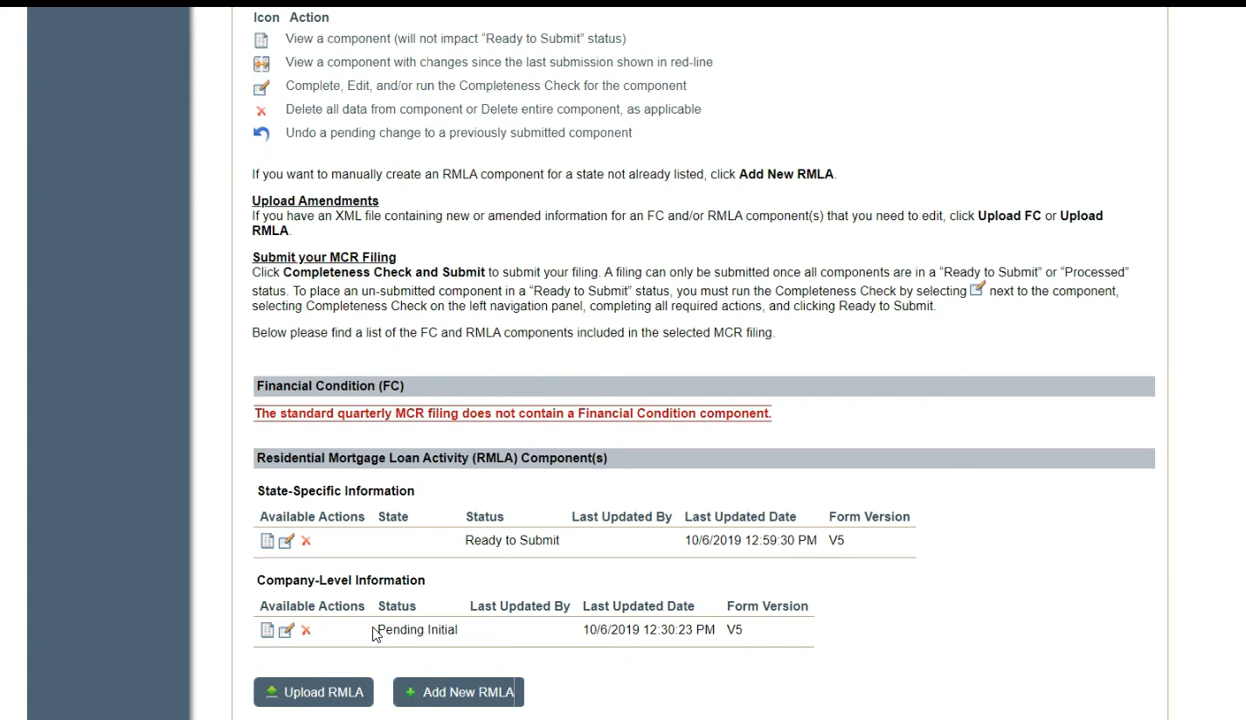 Icon Action
View a component (will not impact “Ready to Submit” status)
View a component with changes since the last submission shown in red-line
Complete, Edit, and/or run the Completeness Check for the component
Delete all data from component or Delete entire component, as applicable
Undo a pending change to a previously submitted component
If you want to manually create an RMLA component for a state not already listed, click Add New RMLA.
Upload Amendments
If you have an XML file containing new or amended information for an FC and/or RMLA component(s) that you need to edit, click Upload FC or Upload
RMLA.
Submit your MCR Filing
Click Completeness Check and Submit to submit your filing. A filing can only be submitted once all components are in a “Ready to Submit” or “Processed”
status. To place an un-submitted component in a “Ready to Submit” status, you must run the Completeness Check by selecting next to the component,
selecting Completeness Check on the left navigation panel, completing all required actions, and clicking Ready to Submit.
Below please find a list of the FC and RMLA components included in the selected MCR filing.
Financial Condition (FC)
The standard quarterly MCR filing does not contain a Financial Condition component.
Residential Mortgage Loan Activity (RMLA) Component(s)
State-Specific Information
Available Actions State Status Last Updated By Last Updated Date Form Version
Ready to Submit 10/6/2019 12:59:30 PM V5
Company-Level Information
Available Actions Status Last Updated By Last Updated Date Form Version
Pending Initial 10/6/2019 12:30:23 PM V5
Upload RMLA Add New RMLA